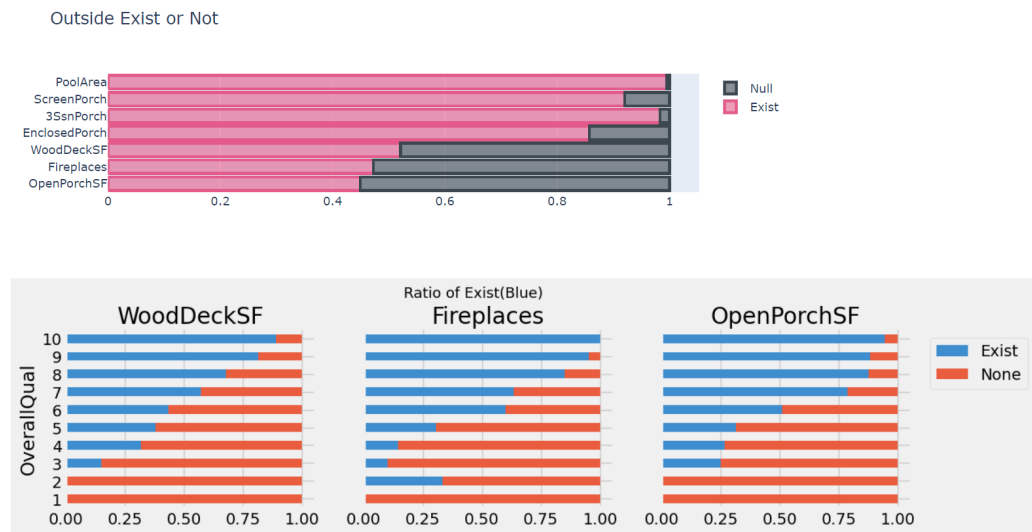 Outside Exist or Not
PoolArea
ScreenPorch
3SsnPorch
EnclosedPorch
WoodDeckSF
Fireplaces
OpenPorchSF
0 0.2 0.4 0.6 0.8 1
Null
Exist
Ratio of Exist(Blue)
WoodDeckSF Fireplaces OpenPorchSF
OverallQual
10
9
8
7
6
5
4
3
2
1
0.00 0.25 0.50 0.75 1.00 0.00 0.25 0.50 0.75 1.00 0.00 0.25 0.50 0.75 1.00
Exist
None